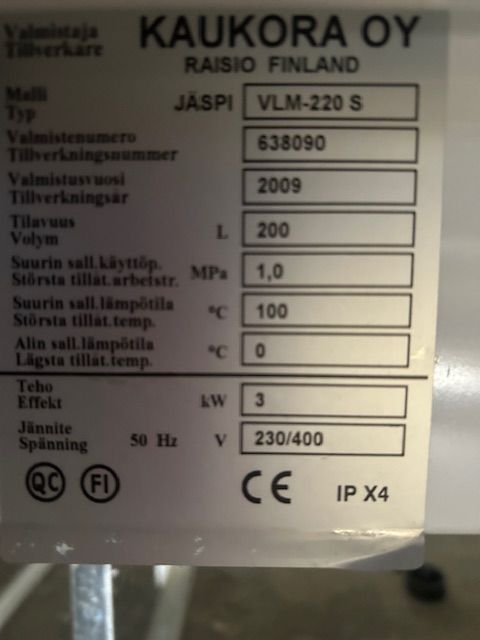 Valmistaja KAUKORA OY
Tillverkare RAISIO FINLAND
Malli
Typ JÄSPI VLM-220 S
Valmistenumero
Tillverkningsnummer 638090
Valmistusvuosi
Tillverkningsår 2009
Tilavuus
Volym L 200
Suurin sall.käyttöp.
Största tillåt.arbetstr. MPa 1,0
Suurin sall.lämpötila
Största tillåt.temp. °C 100
Alin sall.lämpötila
Lägsta tillåt.temp. °C 0
Teho
Effekt kW 3
Jännite
Spänning 50 Hz V 230/400
QC FI CE IP X4